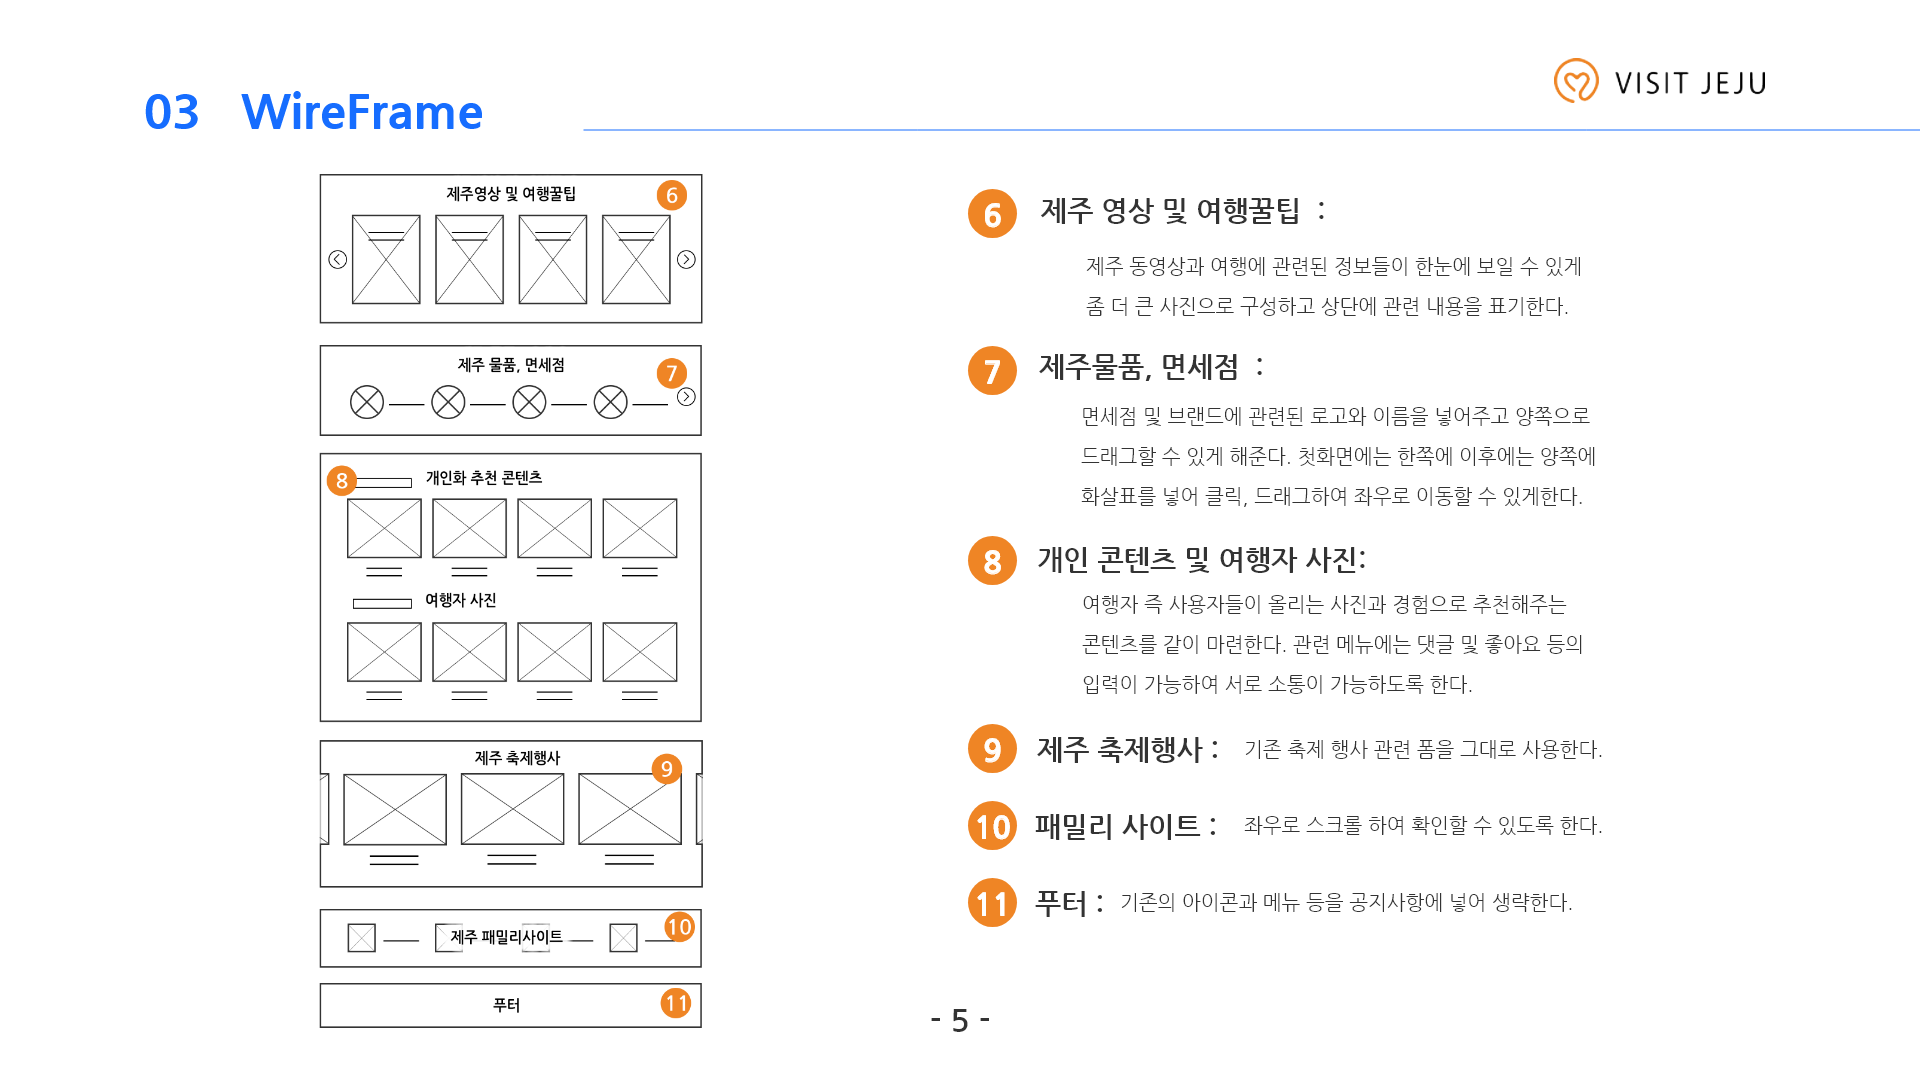 03 WireFrame
VISIT JEJU
제주영상 및 여행꿀팁
6
제주 물품, 면세점
7
8
개인화 추천 콘텐츠
여행자 사진
제주 축제행사
9
제주 패밀리사이트
10
푸터
11
6 제주 영상 및 여행꿀팁 :
제주 동영상과 여행에 관련된 정보들이 한눈에 보일 수 있게
좀 더 큰 사진으로 구성하고 상단에 관련 내용을 표기한다.
7 제주물품, 면세점 :
면세점 및 브랜드에 관련된 로고와 이름을 넣어주고 양쪽으로
드래그할 수 있게 해준다. 첫화면에는 한쪽에 이후에는 양쪽에
화살표를 넣어 클릭, 드래그하여 좌우로 이동할 수 있게한다.
8 개인 콘텐츠 및 여행자 사진:
여행자 즉 사용자들이 올리는 사진과 경험으로 추천해주는
콘텐츠를 같이 마련한다. 관련 메뉴에는 댓글 및 좋아요 등의
입력이 가능하여 서로 소통이 가능하도록 한다.
9 제주 축제행사 : 기존 축제 행사 관련 폼을 그대로 사용한다.
10 패밀리 사이트 : 좌우로 스크롤 하여 확인할 수 있도록 한다.
11 푸터 : 기존의 아이콘과 메뉴 등을 공지사항에 넣어 생략한다.
- 5 -